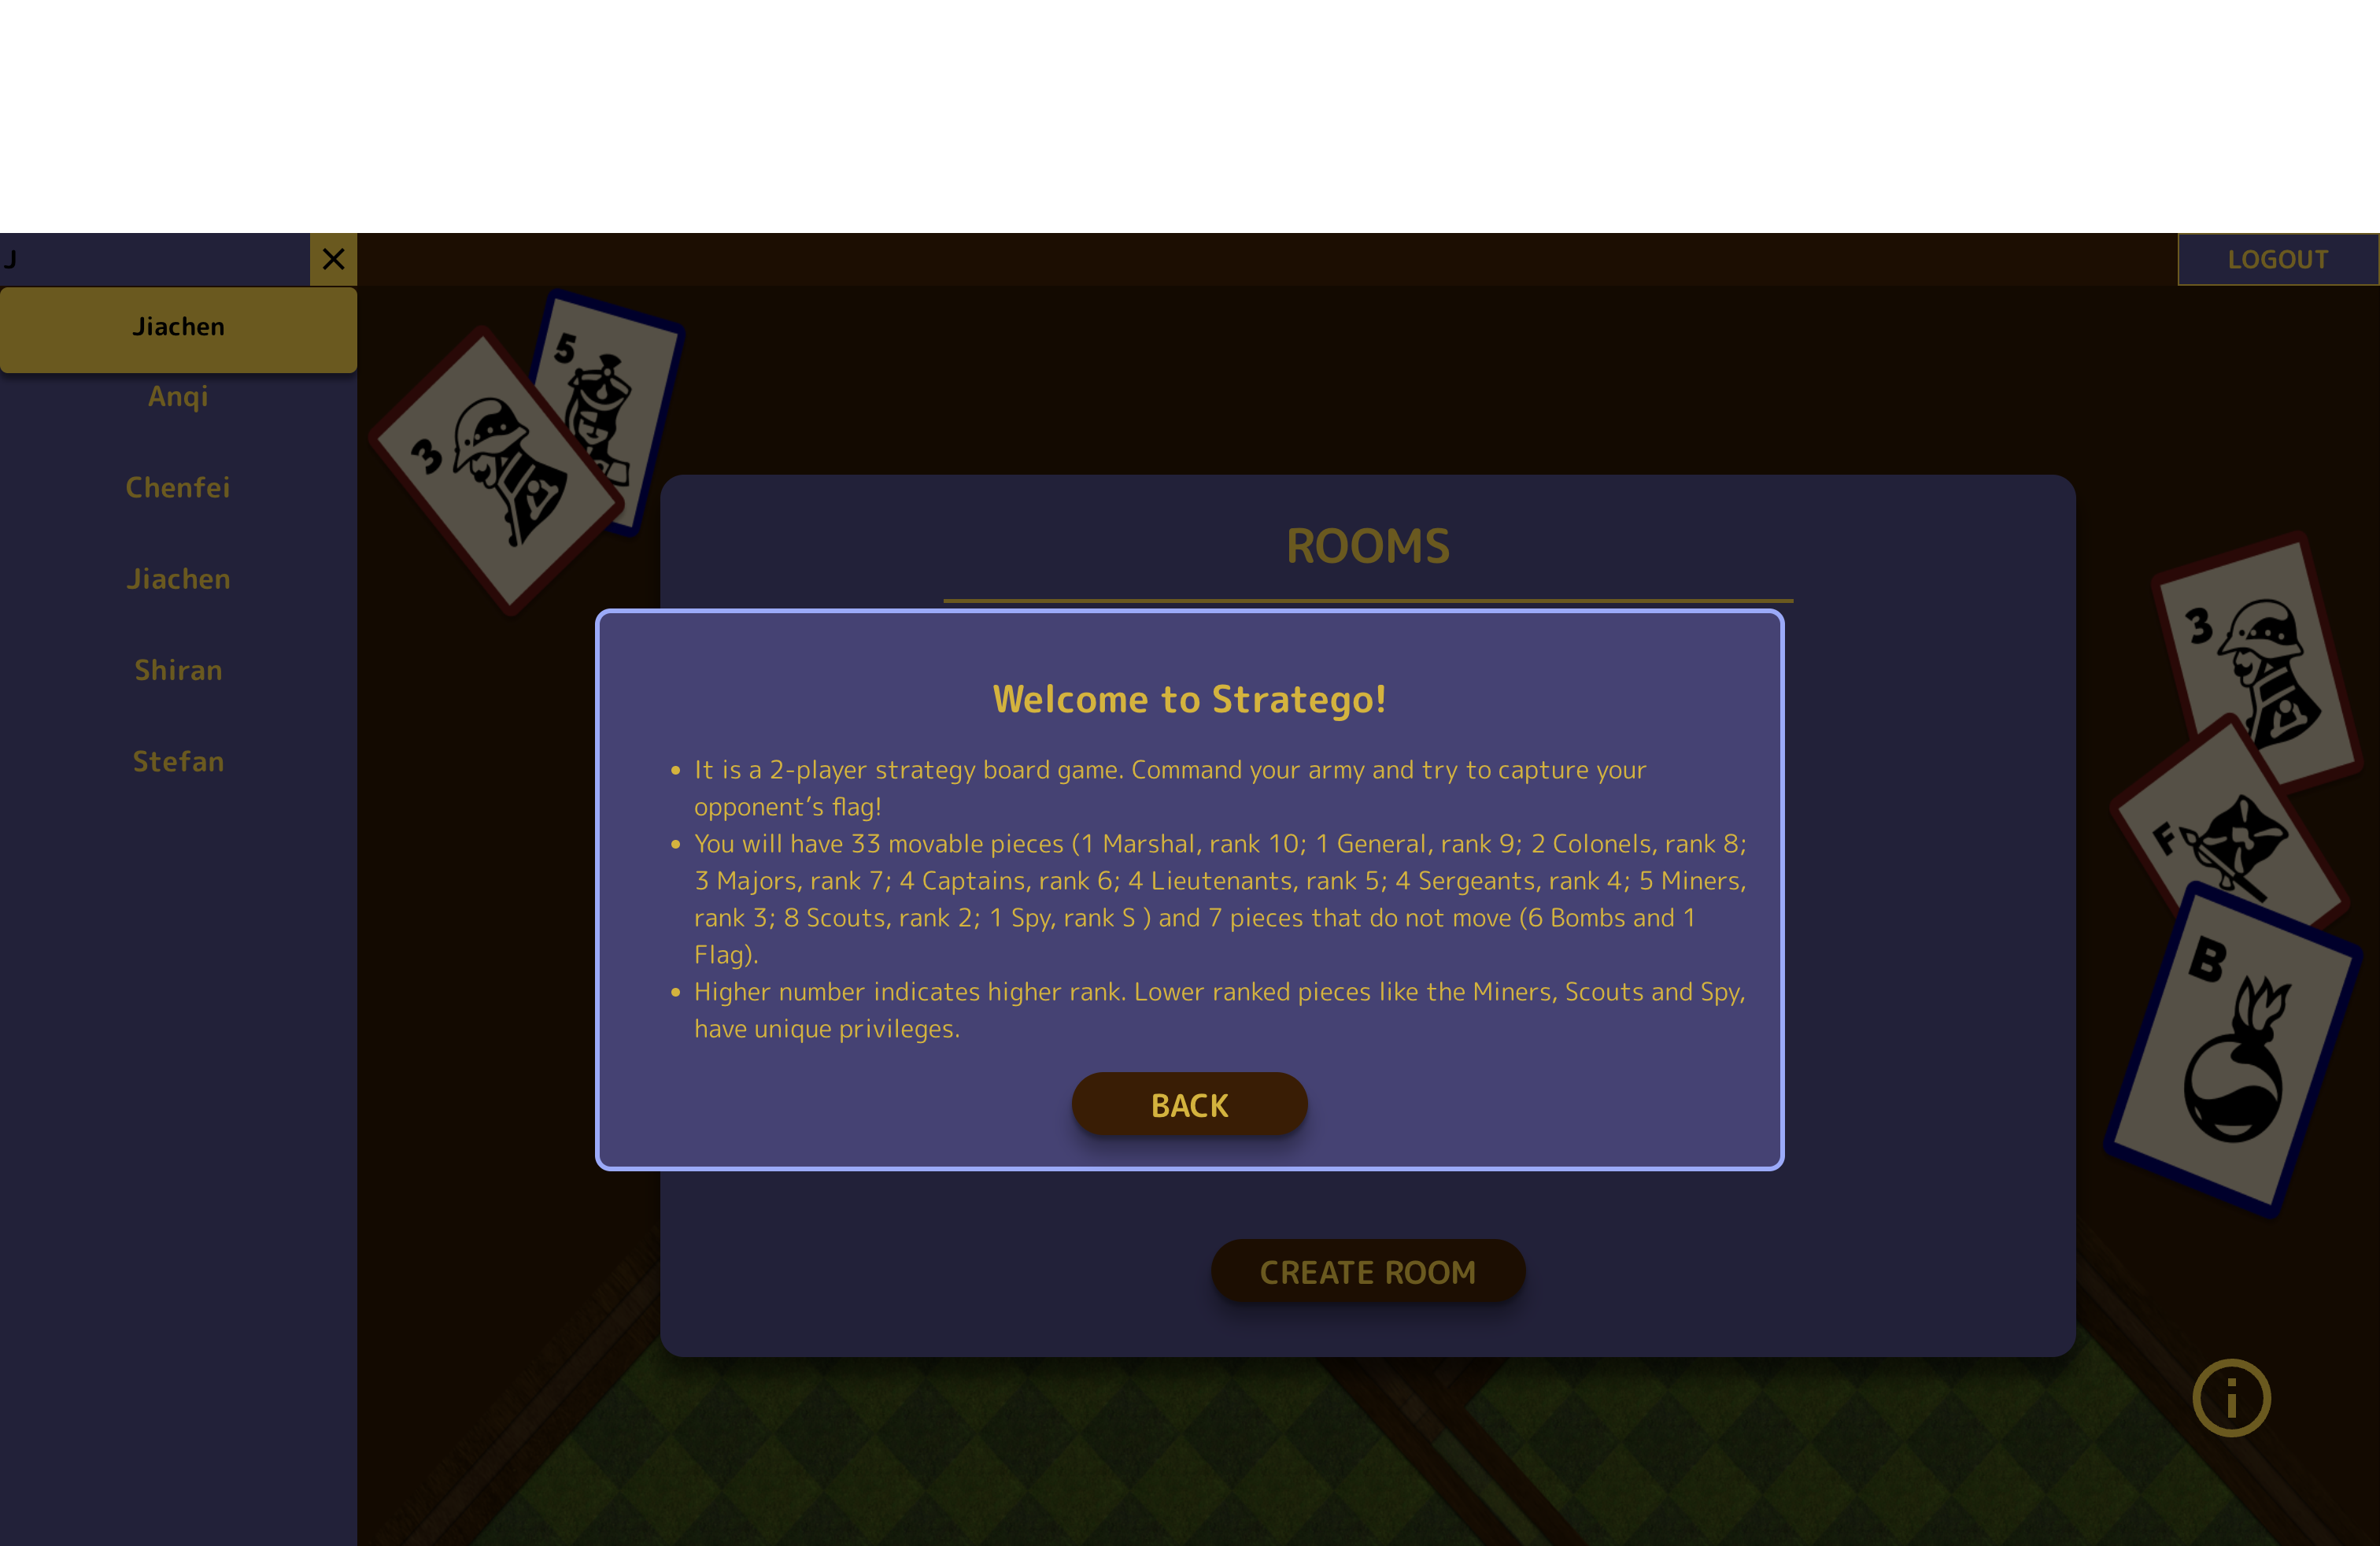 J
LOGOUT
Jiachen
Anqi
Chenfei
Jiachen
Shiran
Stefan
5
3
ROOMS
Welcome to Stratego!
• It is a 2-player strategy board game. Command your army and try to capture your
opponent’s flag!
• You will have 33 movable pieces (1 Marshal, rank 10; 1 General, rank 9; 2 Colonels, rank 8;
3 Majors, rank 7; 4 Captains, rank 6; 4 Lieutenants, rank 5; 4 Sergeants, rank 4; 5 Miners,
rank 3; 8 Scouts, rank 2; 1 Spy, rank S ) and 7 pieces that do not move (6 Bombs and 1
Flag).
• Higher number indicates higher rank. Lower ranked pieces like the Miners, Scouts and Spy,
have unique privileges.
BACK
CREATE ROOM
3
F
B
i